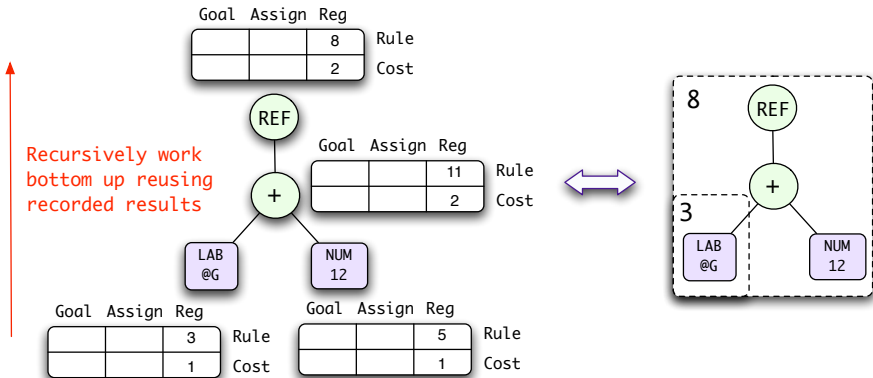 Goal Assign Reg
8 Rule
2 Cost
REF
Recursively work
bottom up reusing
recorded results
Goal Assign Reg
11 Rule
2 Cost
+
LAB
@G
NUM
12
Goal Assign Reg
3 Rule
1 Cost
Goal Assign Reg
5 Rule
1 Cost
8
REF
+
3
LAB
@G
NUM
12